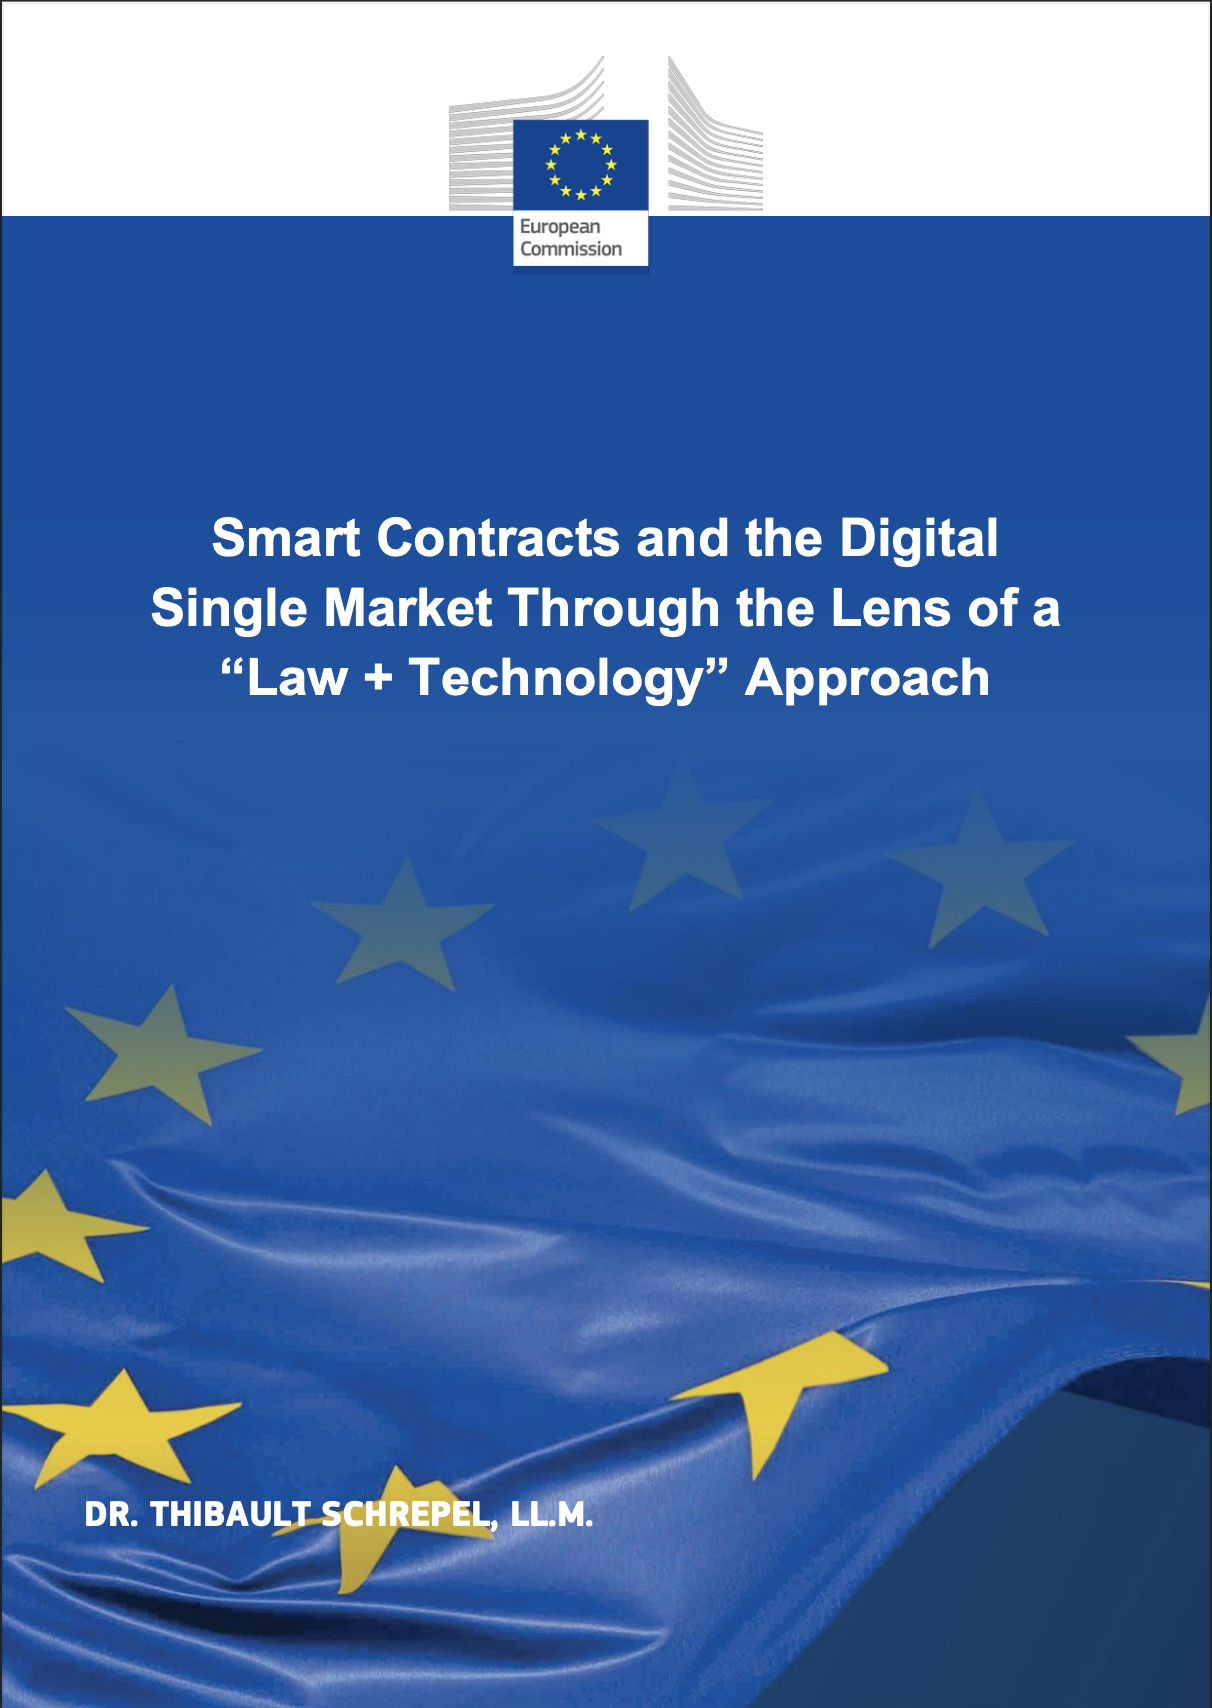 European
Commission
Smart Contracts and the Digital
Single Market Through the Lens of a
“Law + Technology” Approach
DR. THIBAULT SCHREPEL, LL.M.